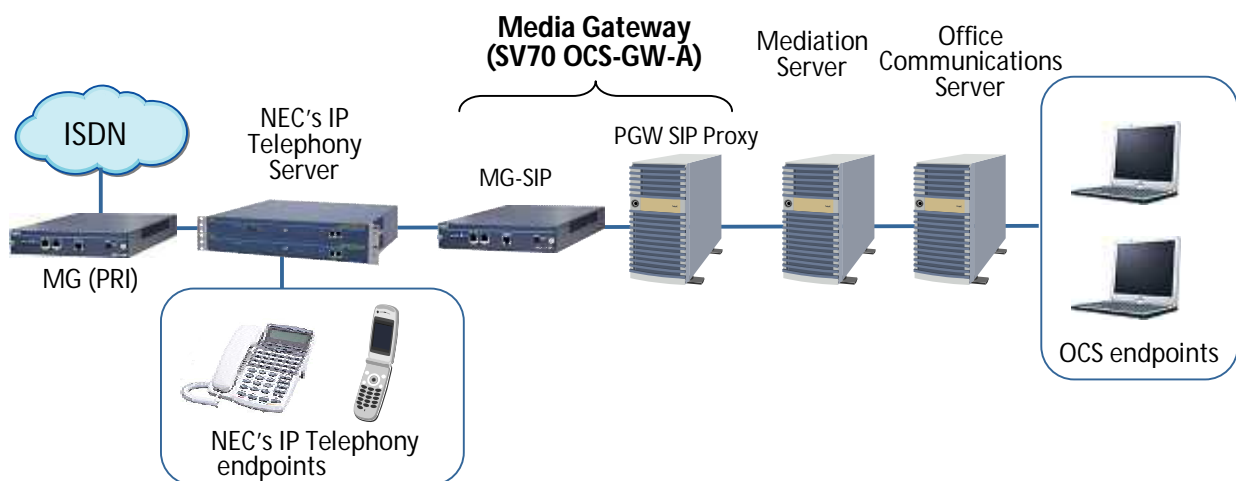 Media Gateway
(SV70 OCS-GW-A)
Mediation
Server
Office
Communications
Server
ISDN
NEC's IP
Telephony
Server
MG-SIP
PGW SIP Proxy
MG (PRI)
NEC's IP Telephony
endpoints
OCS endpoints